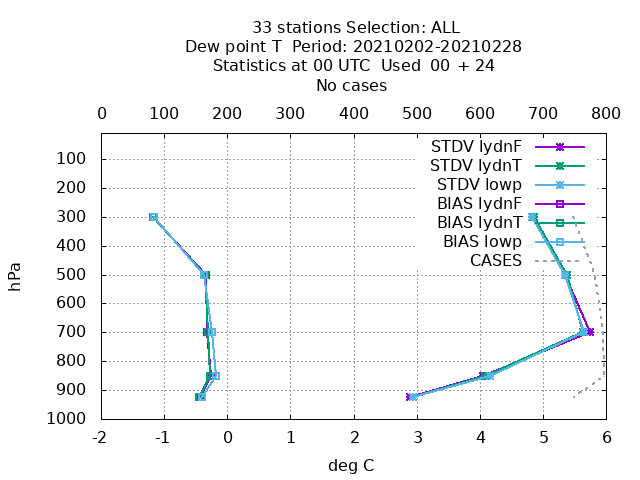 33 stations Selection: ALL
Dew point T  Period: 20210202-20210228
Statistics at 00 UTC  Used  00 + 24
No cases
0 100 200 300 400 500 600 700 800
STDV lydnF
STDV lydnT
STDV lowp
BIAS lydnF
BIAS lydnT
BIAS lowp
CASES
hPa
100
200
300
400
500
600
700
800
900
1000
-2 -1 0 1 2 3 4 5 6
deg C